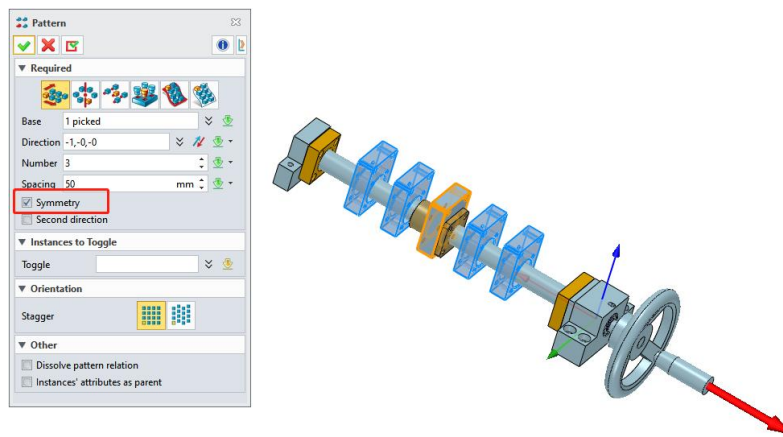 Pattern
Required
Base 1 picked
Direction -1,-0,-0
Number 3
Spacing 50 mm
Symmetry
Second direction
Instances to Toggle
Toggle
Orientation
Stagger
Other
Dissolve pattern relation
Instances' attributes as parent